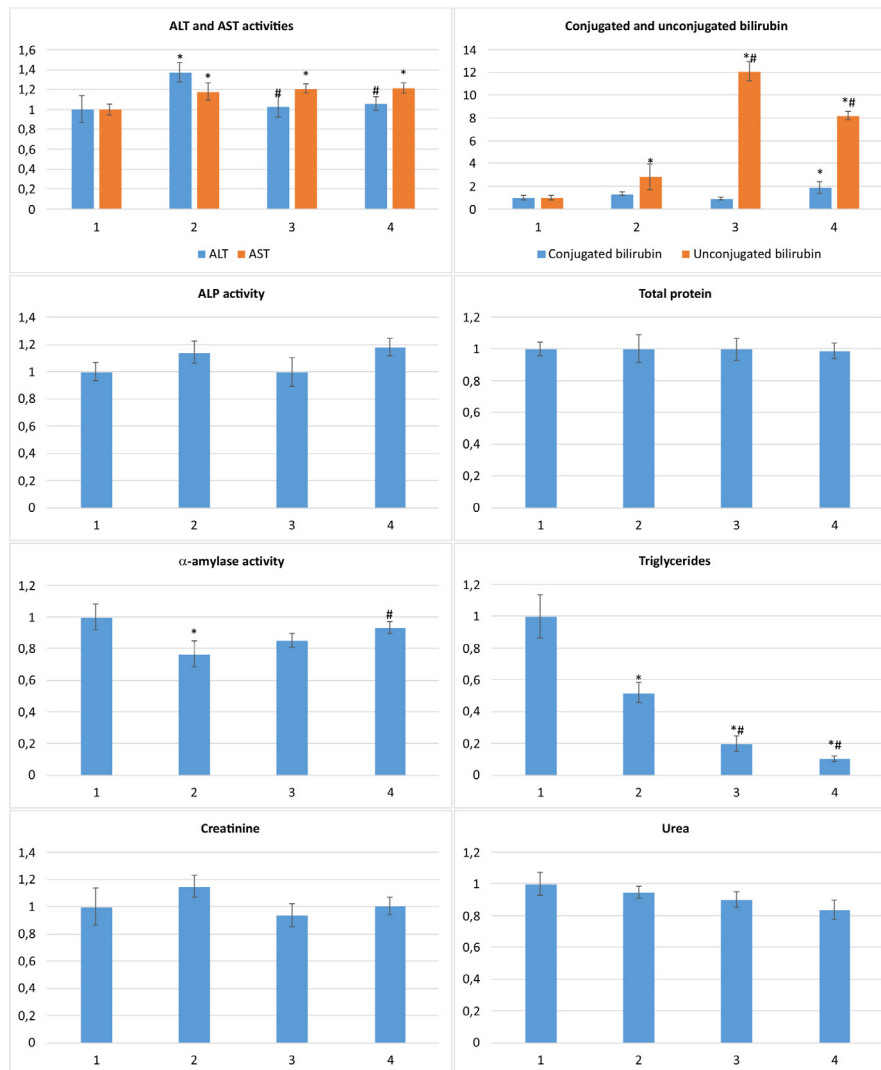 ALT and AST activities
1,6
1,4
1,2
1
0,8
0,6
0,4
0,2
0
* * # * # *
1 2 3 4
ALT AST
Conjugated and unconjugated bilirubin
14
12
10
8
6
4
2
0
* *# * *#
1 2 3 4
Conjugated bilirubin Unconjugated bilirubin
ALP activity
1,4
1,2
1
0,8
0,6
0,4
0,2
0
1 2 3 4
Total protein
1,2
1
0,8
0,6
0,4
0,2
0
1 2 3 4
α-amylase activity
1,2
1
0,8
0,6
0,4
0,2
0
* #
1 2 3 4
Triglycerides
1,2
1
0,8
0,6
0,4
0,2
0
* *# *#
1 2 3 4
Creatinine
1,4
1,2
1
0,8
0,6
0,4
0,2
0
1 2 3 4
Urea
1,2
1
0,8
0,6
0,4
0,2
0
1 2 3 4